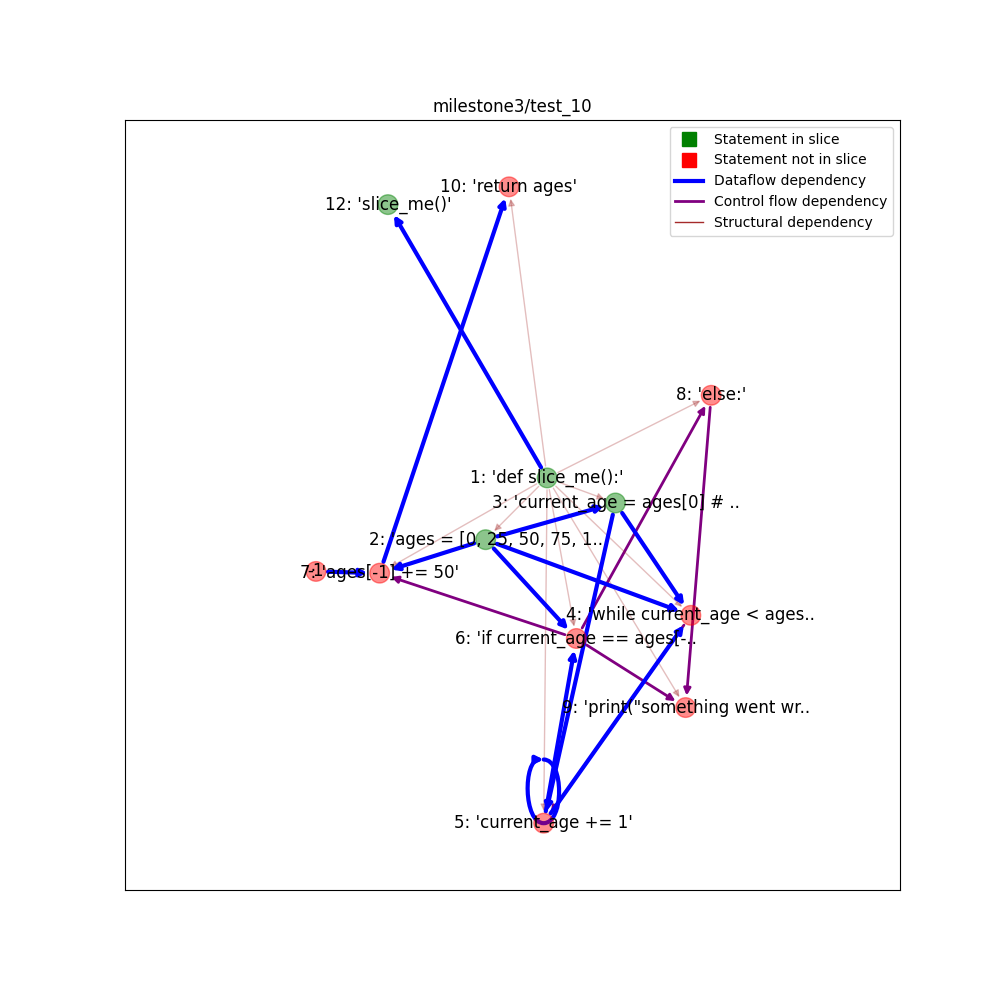 milestone3/test_10
Statement in slice
Statement not in slice
Dataflow dependency
Control flow dependency
Structural dependency
10: 'return ages'
12: 'slice_me()'
8: 'else:'
1: 'def slice_me():'
3: 'current_age = ages[0] # ..
2: 'ages = [0, 25, 50, 75, 1..
-1
7: 'ages[-1] += 50'
4: 'while current_age < ages..
6: 'if current_age == ages[-..
9: 'print("something went wr..
5: 'current_age += 1'